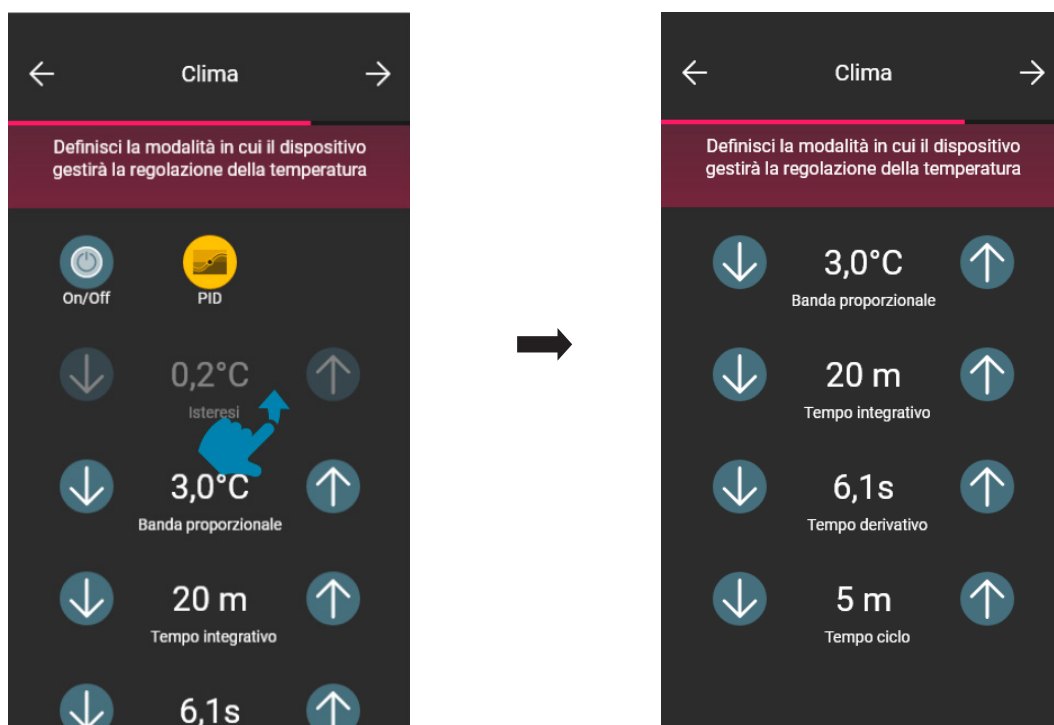 Clima
Definisci la modalità in cui il dispositivo
gestirà la regolazione della temperatura
On/Off
PID
0,2°C
Isteresi
3,0°C
Banda proporzionale
20 m
Tempo integrativo
6,1s
Clima
Definisci la modalità in cui il dispositivo
gestirà la regolazione della temperatura
3,0°C
Banda proporzionale
20 m
Tempo integrativo
6,1s
Tempo derivativo
5 m
Tempo ciclo